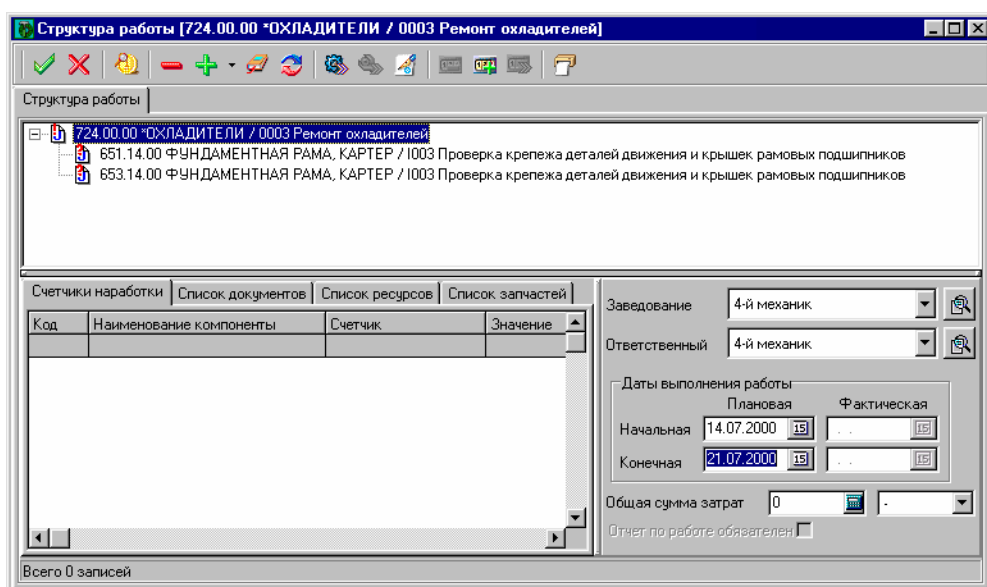 Структура работы [724.00.00 *ОХЛАДИТЕЛИ / 0003 Ремонт охладителей]
Структура работы
724.00.00 *ОХЛАДИТЕЛИ / 0003 Ремонт охладителей
651.14.00 ФУНДАМЕНТНАЯ РАМА, КАРТЕР / I003 Проверка крепежа деталей движения и крышек рамовых подшипников
653.14.00 ФУНДАМЕНТНАЯ РАМА, КАРТЕР / I003 Проверка крепежа деталей движения и крышек рамовых подшипников
Счетчики наработки Список документов Список ресурсов Список запчастей
Код Наименование компоненты Счетчик Значение
Заведование 4-й механик
Ответственный 4-й механик
Даты выполнения работы
Плановая Фактическая
Начальная 14.07.2000 15 . . 15
Конечная 21.07.2000 15 . . 15
Общая сумма затрат 0 -
Отчет по работе обязателен
Всего 0 записей